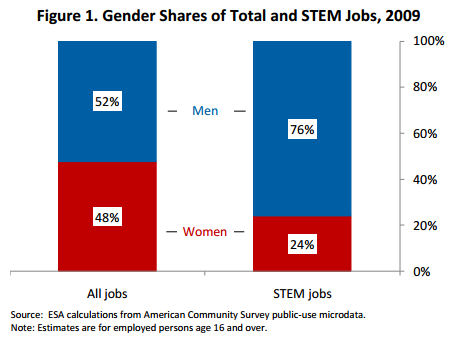 Figure 1. Gender Shares of Total and STEM Jobs, 2009
100%
80%
60%
40%
20%
0%
52%
Men
76%
48%
Women
24%
All jobs
STEM jobs
Source: ESA calculations from American Community Survey public-use microdata.
Note: Estimates are for employed persons age 16 and over.